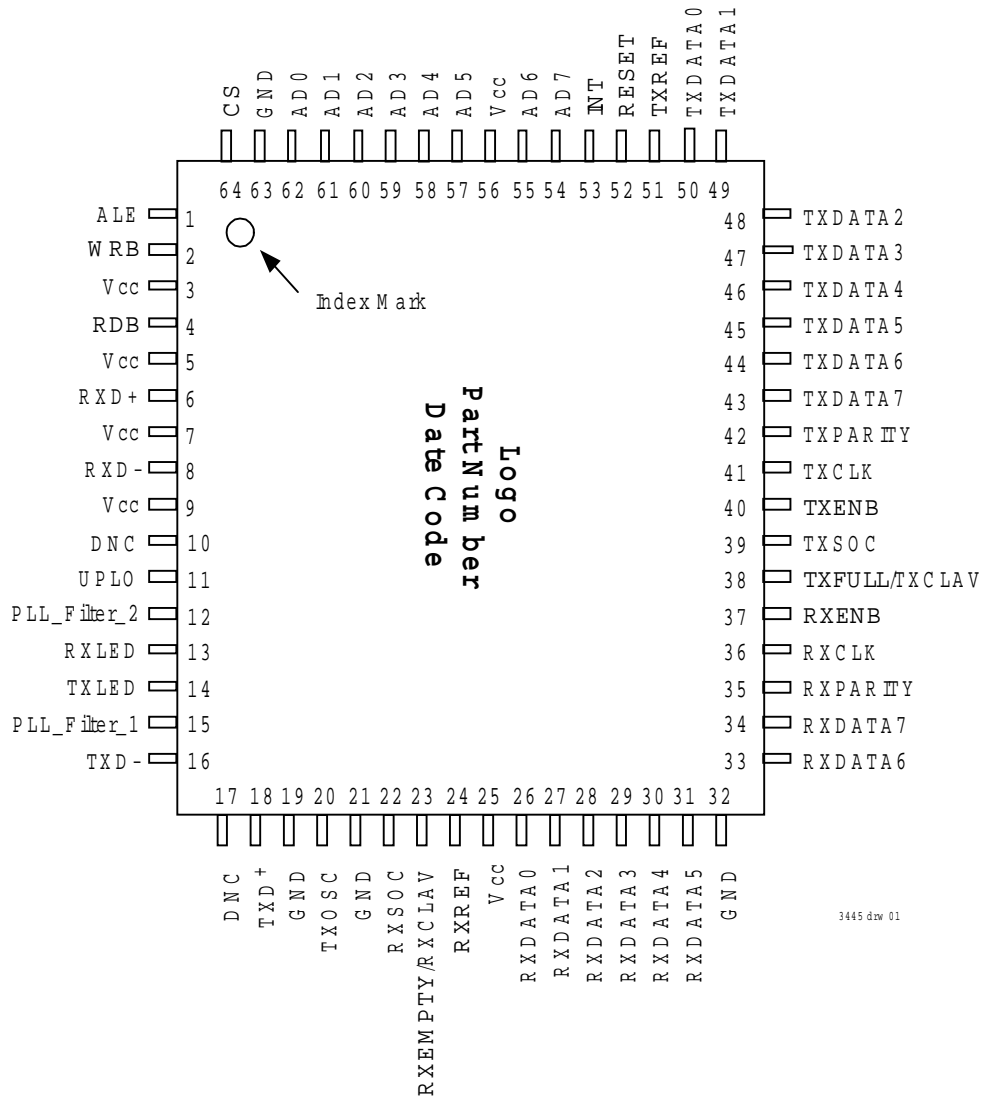 CS
GND
AD0
AD1
AD2
AD3
AD4
AD5
Vcc
AD6
AD7
INT
RESET
TXREF
TXDATA0
TXDATA1
64 63 62 61 60 59 58 57 56 55 54 53 52 51 50 49
ALE 1
WRB 2
Vcc 3
RDB 4
Vcc 5
RXD+ 6
Vcc 7
RXD- 8
Vcc 9
DNC 10
UPLO 11
PLL_Filter_2 12
RXLED 13
TXLED 14
PLL_Filter_1 15
TXD- 16
Index Mark
Logo
Part Number
Date Code
48 TXDATA2
47 TXDATA3
46 TXDATA4
45 TXDATA5
44 TXDATA6
43 TXDATA7
42 TXPARITY
41 TXCLK
40 TXENB
39 TXSOC
38 TXFULL/TXCLAV
37 RXENB
36 RXCLK
35 RXPARITY
34 RXDATA7
33 RXDATA6
17 18 19 20 21 22 23 24 25 26 27 28 29 30 31 32
DNC
TXD+
GND
TXOSC
GND
RXSOC
RXEMPTY/RXCLAV
RXREF
Vcc
RXDATA0
RXDATA1
RXDATA2
RXDATA3
RXDATA4
RXDATA5
GND
3445 drw 01